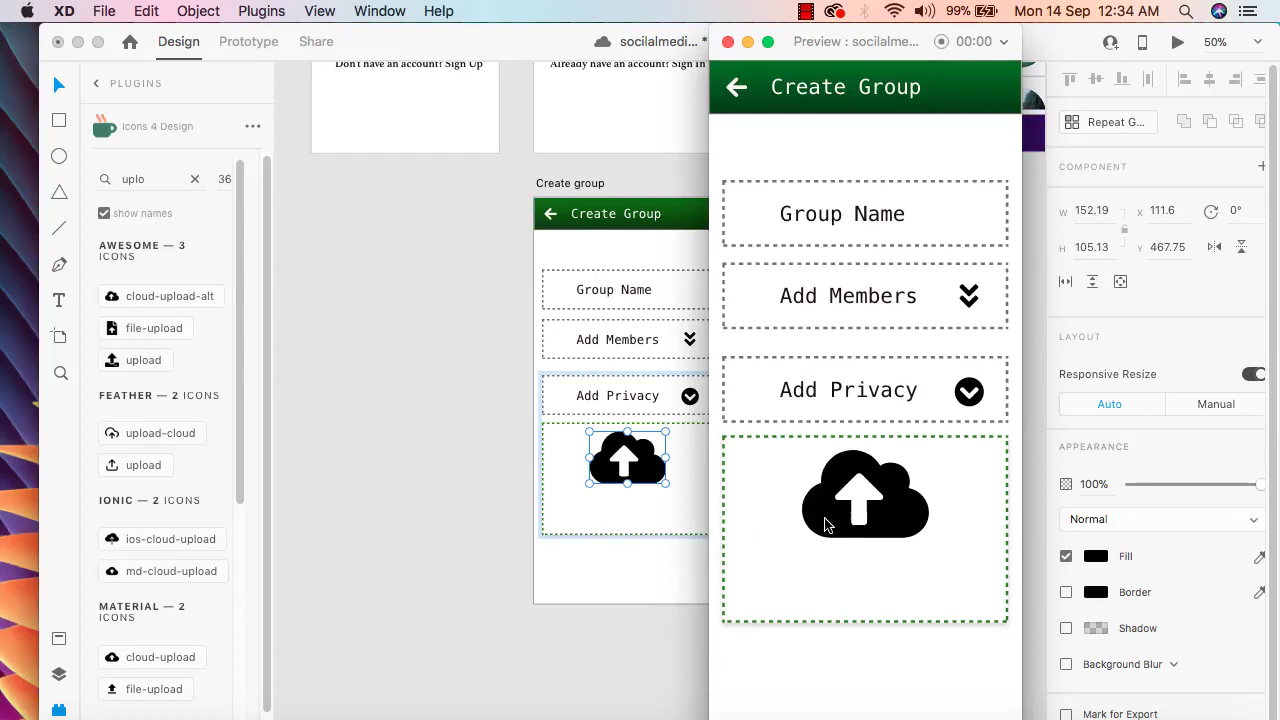 XD File Edit Object Plugins View Window Help 99% Mon 14 Sep 12:34 AM
Design Prototype Share socilalmedi... * Preview : socilalme... 00:00 50%
Don't have an account? Sign Up
Already have an account? Sign In
PLUGINS
Icons 4 Design
uplo 36
show names
AWESOME — 3
ICONS
cloud-upload-alt
file-upload
upload
FEATHER — 2 ICONS
upload-cloud
upload
IONIC — 2 ICONS
ios-cloud-upload
md-cloud-upload
MATERIAL — 2
ICONS
cloud-upload
file-upload
Create group
Create Group
Group Name
Add Members
Add Privacy
Create Group
Group Name
Add Members
Add Privacy
Repeat G...
COMPONENT
W 152.19 X 111.6 0°
H 105.13 Y 467.75
LAYOUT
Responsive Resize
Auto Manual
APPEARANCE
100%
Normal
Fill
Border
Shadow
Background Blur
Mark for Export